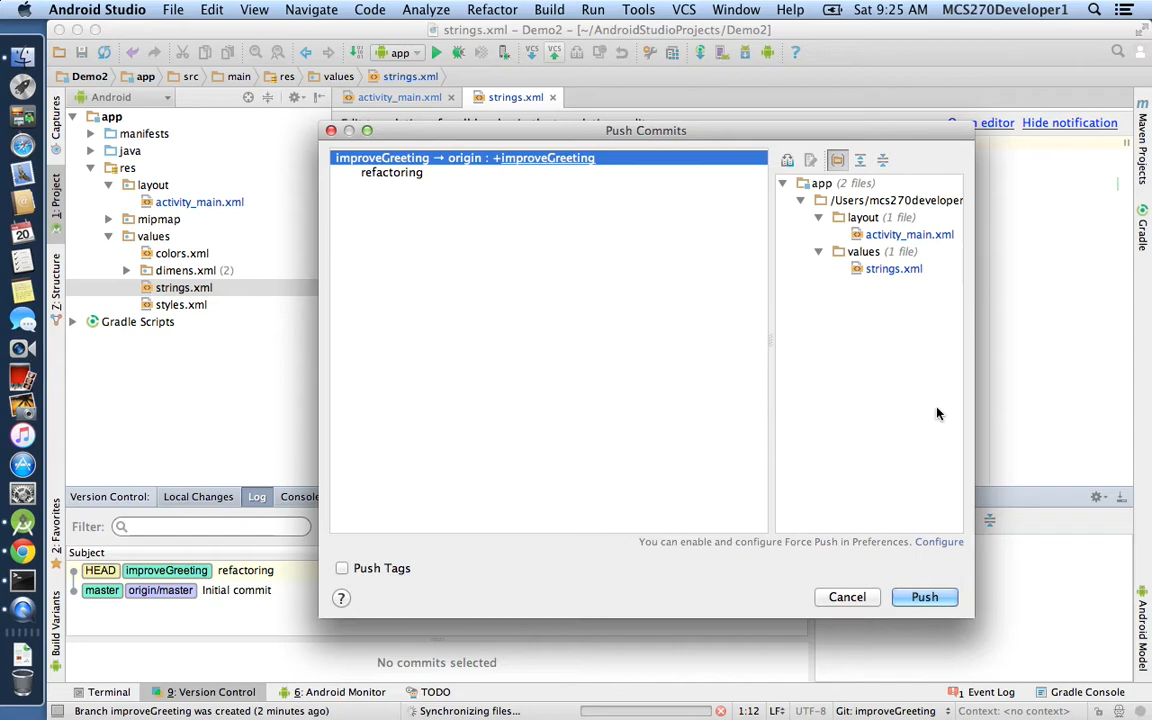 Android Studio File Edit View Navigate Code Analyze Refactor Build Run Tools VCS Window Help Sat 9:25 AM MCS270Developer1
strings.xml – Demo2 – [~/AndroidStudioProjects/Demo2]
app VCS VCS ?
Demo2 app src main res values strings.xml
Android activity_main.xml strings.xml
editor Hide notification
Push Commits
app
manifests
java
res
layout
activity_main.xml
mipmap
values
colors.xml
dimens.xml (2)
strings.xml
styles.xml
Gradle Scripts
Captures
1: Project
7: Structure
2: Favorites
Build Variants
improveGreeting → origin : +improveGreeting
refactoring
app (2 files)
/Users/mcs270developer
layout (1 file)
activity_main.xml
values (1 file)
strings.xml
You can enable and configure Force Push in Preferences. Configure
Push Tags
? Cancel Push
m
Maven Projects
Gradle
Android Model
Version Control: Local Changes Log Console
Filter:
Subject
HEAD improveGreeting refactoring
master origin/master Initial commit
No commits selected
Terminal 9: Version Control 6: Android Monitor TODO 1 Event Log Gradle Console
Branch improveGreeting was created (2 minutes ago) Synchronizing files... 1:12 LF UTF-8 Git: improveGreeting Context: <no context>
20